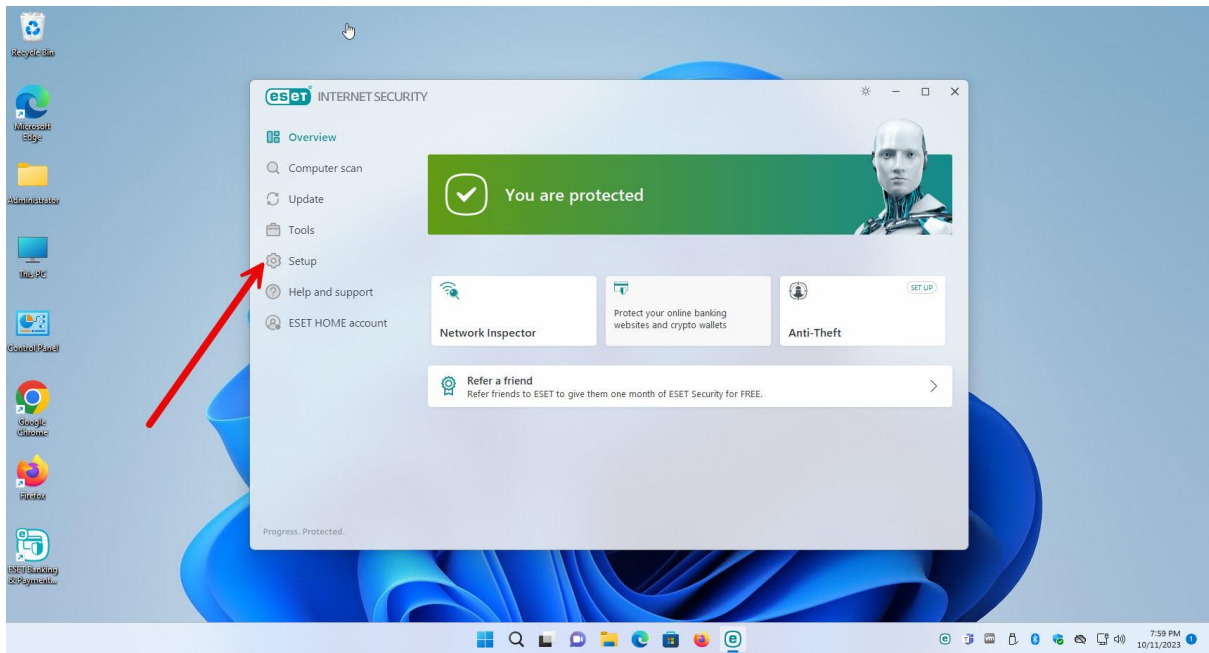 Recycle Bin
Microsoft
Edge
Administrator
This PC
Control Panel
Google
Chrome
Firefox
ESET Banking
& Payment...
eset INTERNET SECURITY
Overview
Computer scan
Update
Tools
Setup
Help and support
ESET HOME account
Progress. Protected.
You are protected
Network Inspector
Protect your online banking
websites and crypto wallets
SET UP
Anti-Theft
Refer a friend
Refer friends to ESET to give them one month of ESET Security for FREE.
7:59 PM
10/11/2023